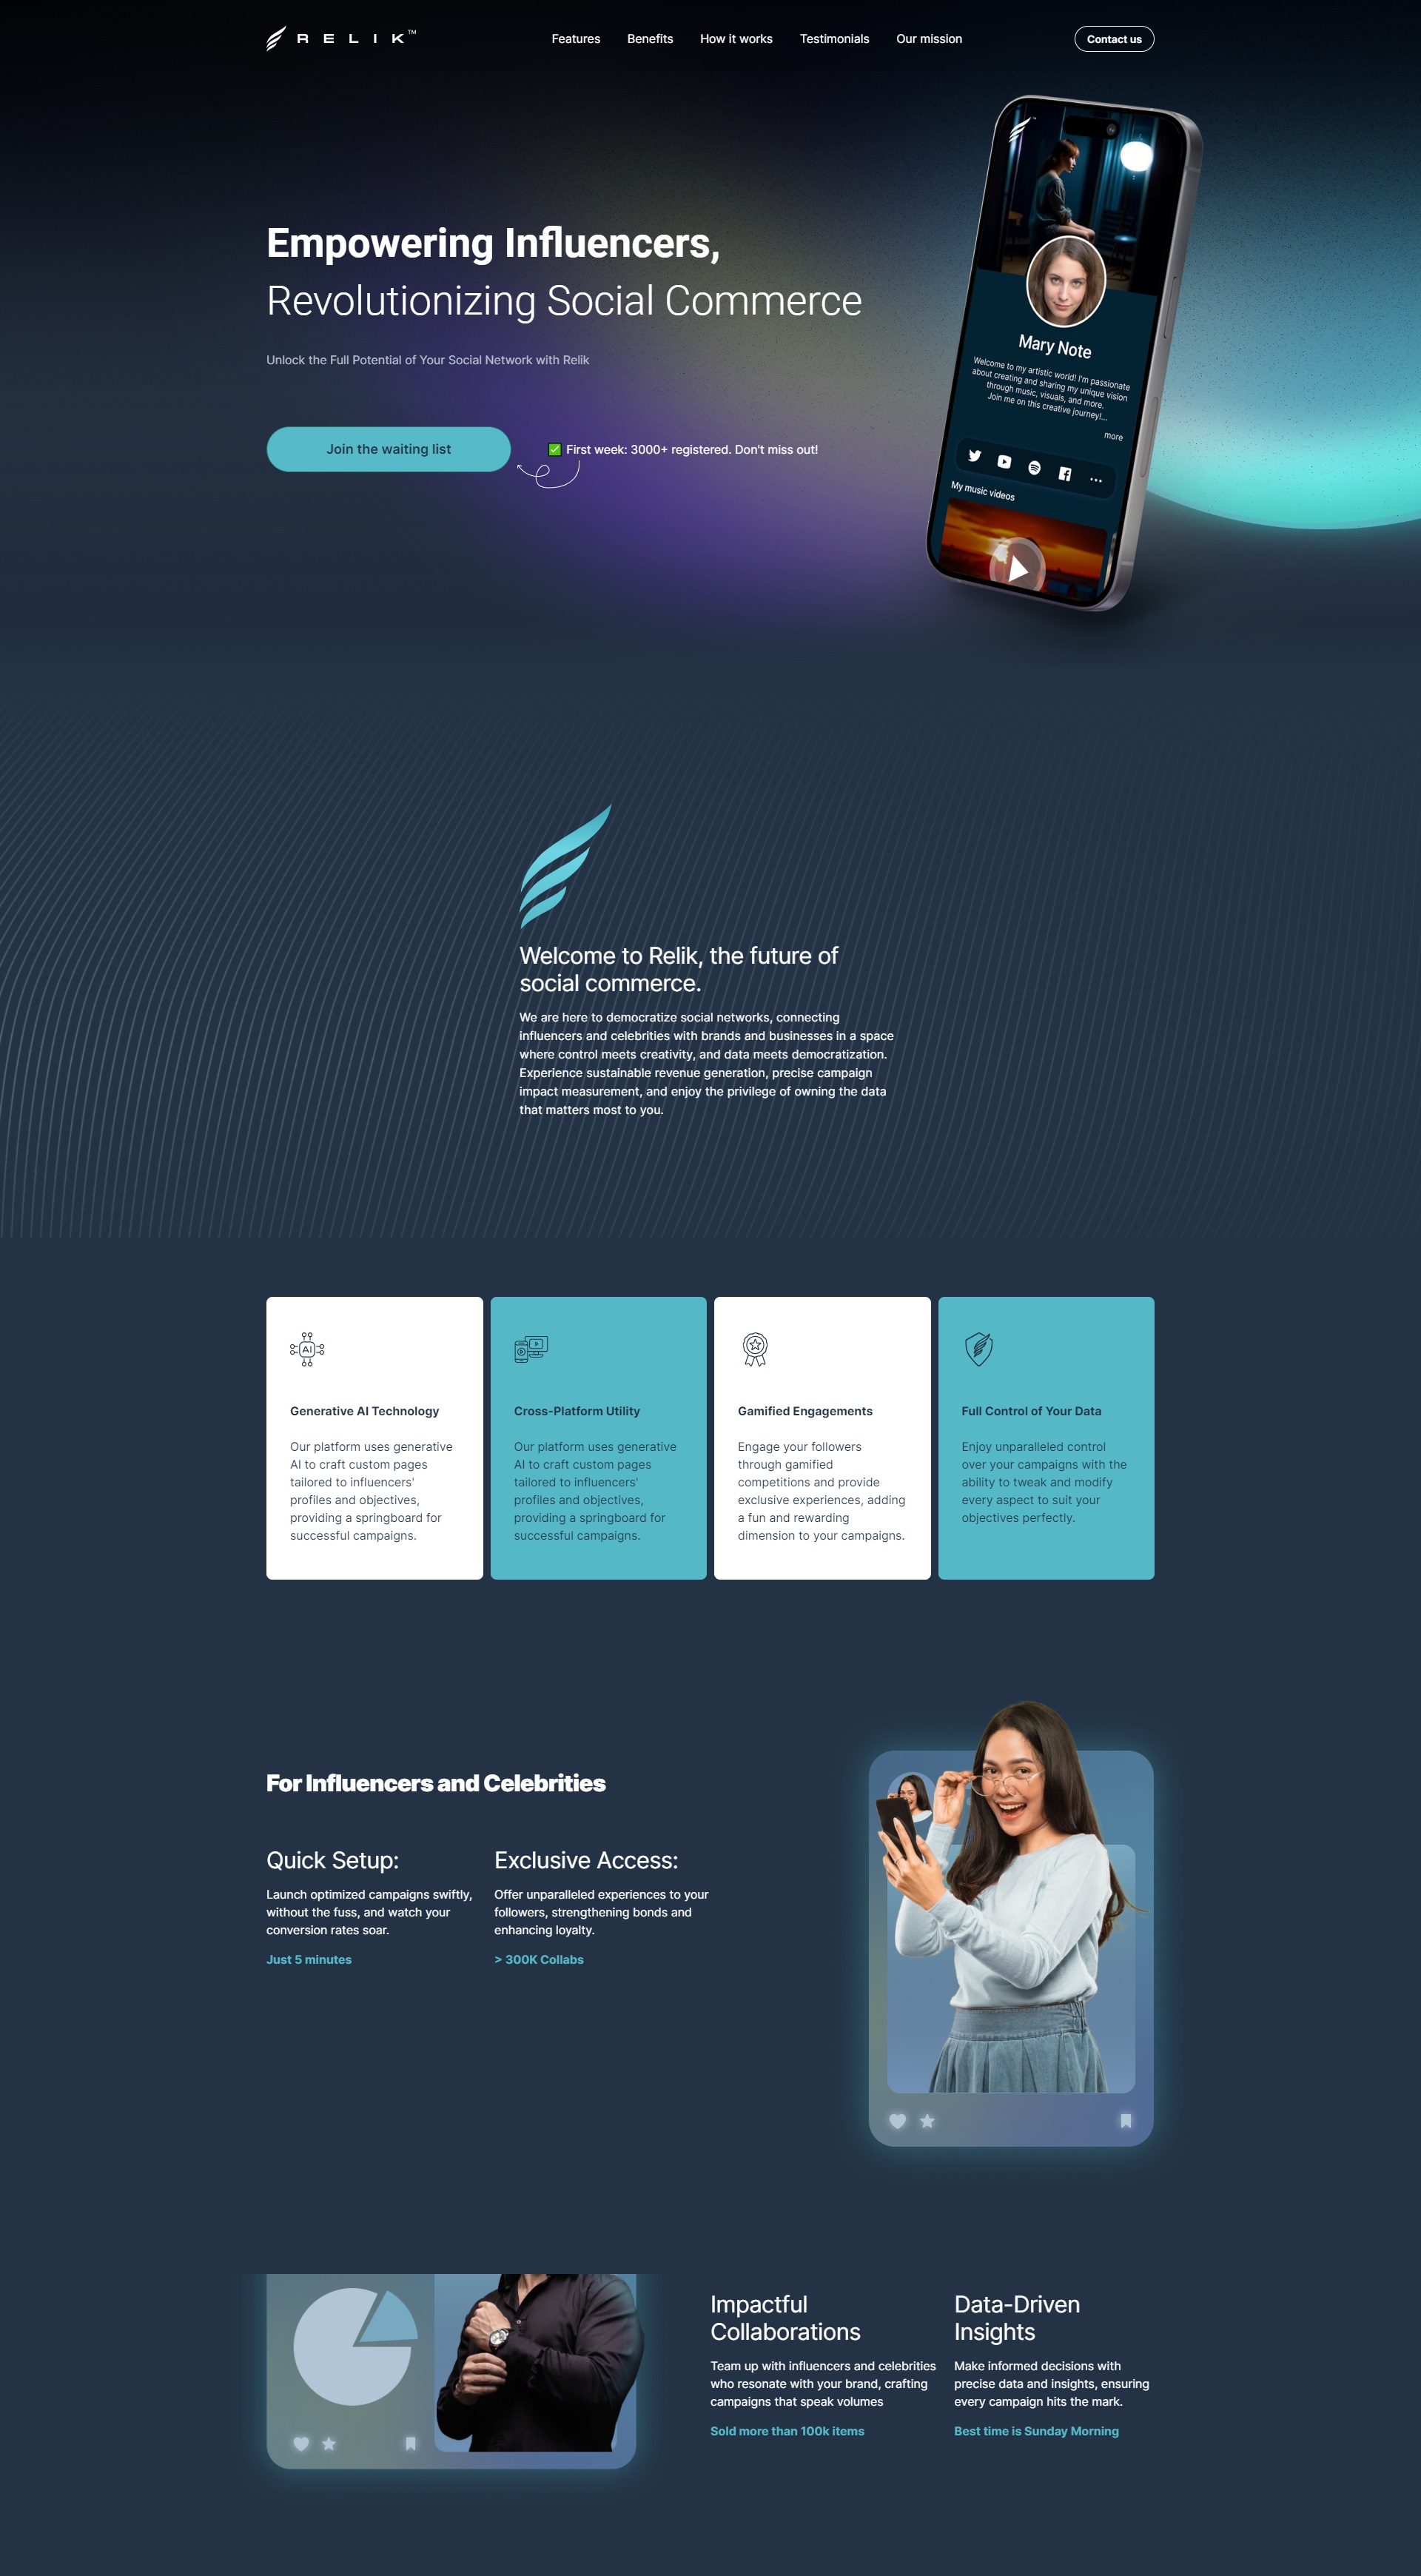 RELIK™
Features
Benefits
How it works
Testimonials
Our mission
Contact us
Empowering Influencers,
Revolutionizing Social Commerce
Unlock the Full Potential of Your Social Network with Relik
Join the waiting list
✅ First week: 3000+ registered. Don't miss out!
Mary Note
Welcome to my artistic world! I'm passionate
about creating and sharing my unique vision
through music, visuals, and more.
Join me on this creative journey!...
more
My music videos
Welcome to Relik, the future of
social commerce.
We are here to democratize social networks, connecting
influencers and celebrities with brands and businesses in a space
where control meets creativity, and data meets democratization.
Experience sustainable revenue generation, precise campaign
impact measurement, and enjoy the privilege of owning the data
that matters most to you.
AI
Generative AI Technology
Our platform uses generative
AI to craft custom pages
tailored to influencers'
profiles and objectives,
providing a springboard for
successful campaigns.
Cross-Platform Utility
Our platform uses generative
AI to craft custom pages
tailored to influencers'
profiles and objectives,
providing a springboard for
successful campaigns.
Gamified Engagements
Engage your followers
through gamified
competitions and provide
exclusive experiences, adding
a fun and rewarding
dimension to your campaigns.
Full Control of Your Data
Enjoy unparalleled control
over your campaigns with the
ability to tweak and modify
every aspect to suit your
objectives perfectly.
For Influencers and Celebrities
Quick Setup:
Launch optimized campaigns swiftly,
without the fuss, and watch your
conversion rates soar.
Just 5 minutes
Exclusive Access:
Offer unparalleled experiences to your
followers, strengthening bonds and
enhancing loyalty.
> 300K Collabs
Impactful
Collaborations
Team up with influencers and celebrities
who resonate with your brand, crafting
campaigns that speak volumes
Sold more than 100k items
Data-Driven
Insights
Make informed decisions with
precise data and insights, ensuring
every campaign hits the mark.
Best time is Sunday Morning